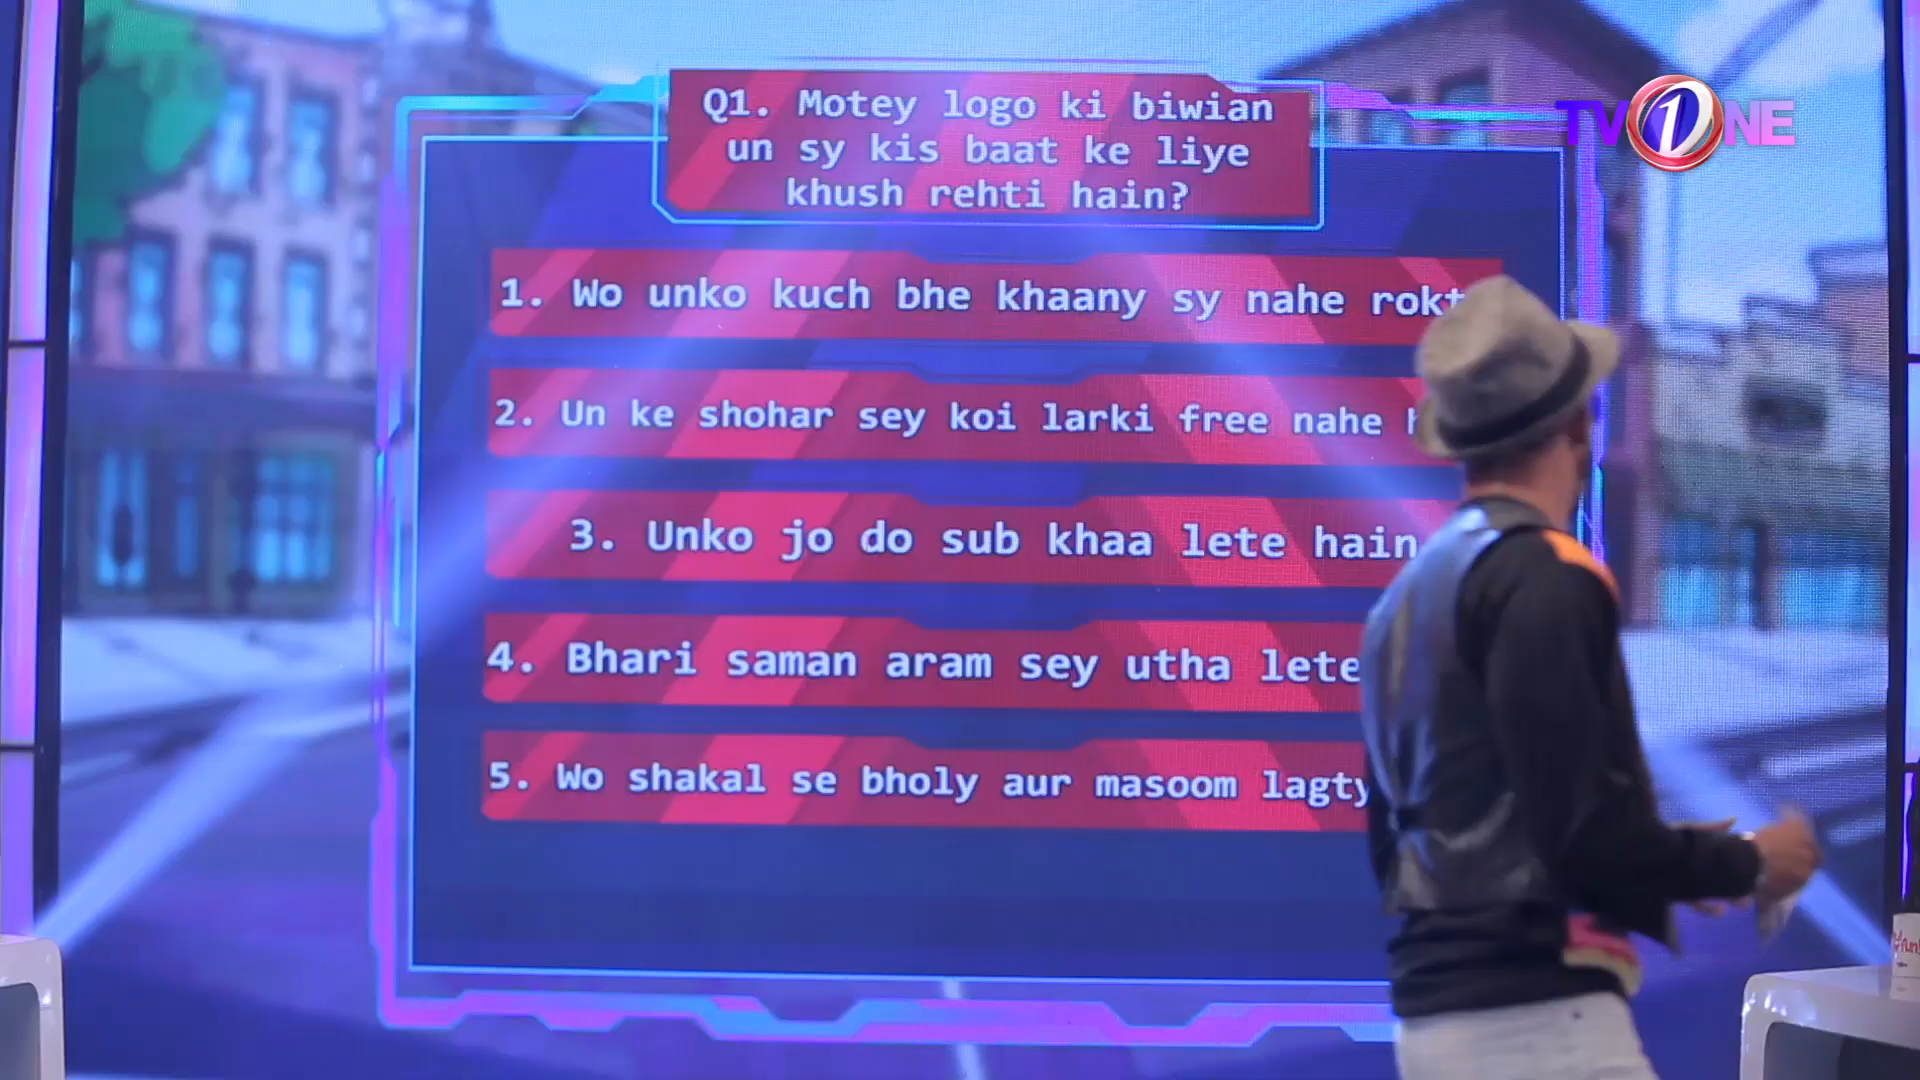 Q1. Motey logo ki biwian
un sy kis baat ke liye
khush rehti hain?
TV ONE
1. Wo unko kuch bhe khaany sy nahe
2. Un ke shohar sey koi larki free nahe
3. Unko jo do sub khaa lete hain
4. Bhari saman aram sey utha lete
5. Wo shakal se bholy aur masoom